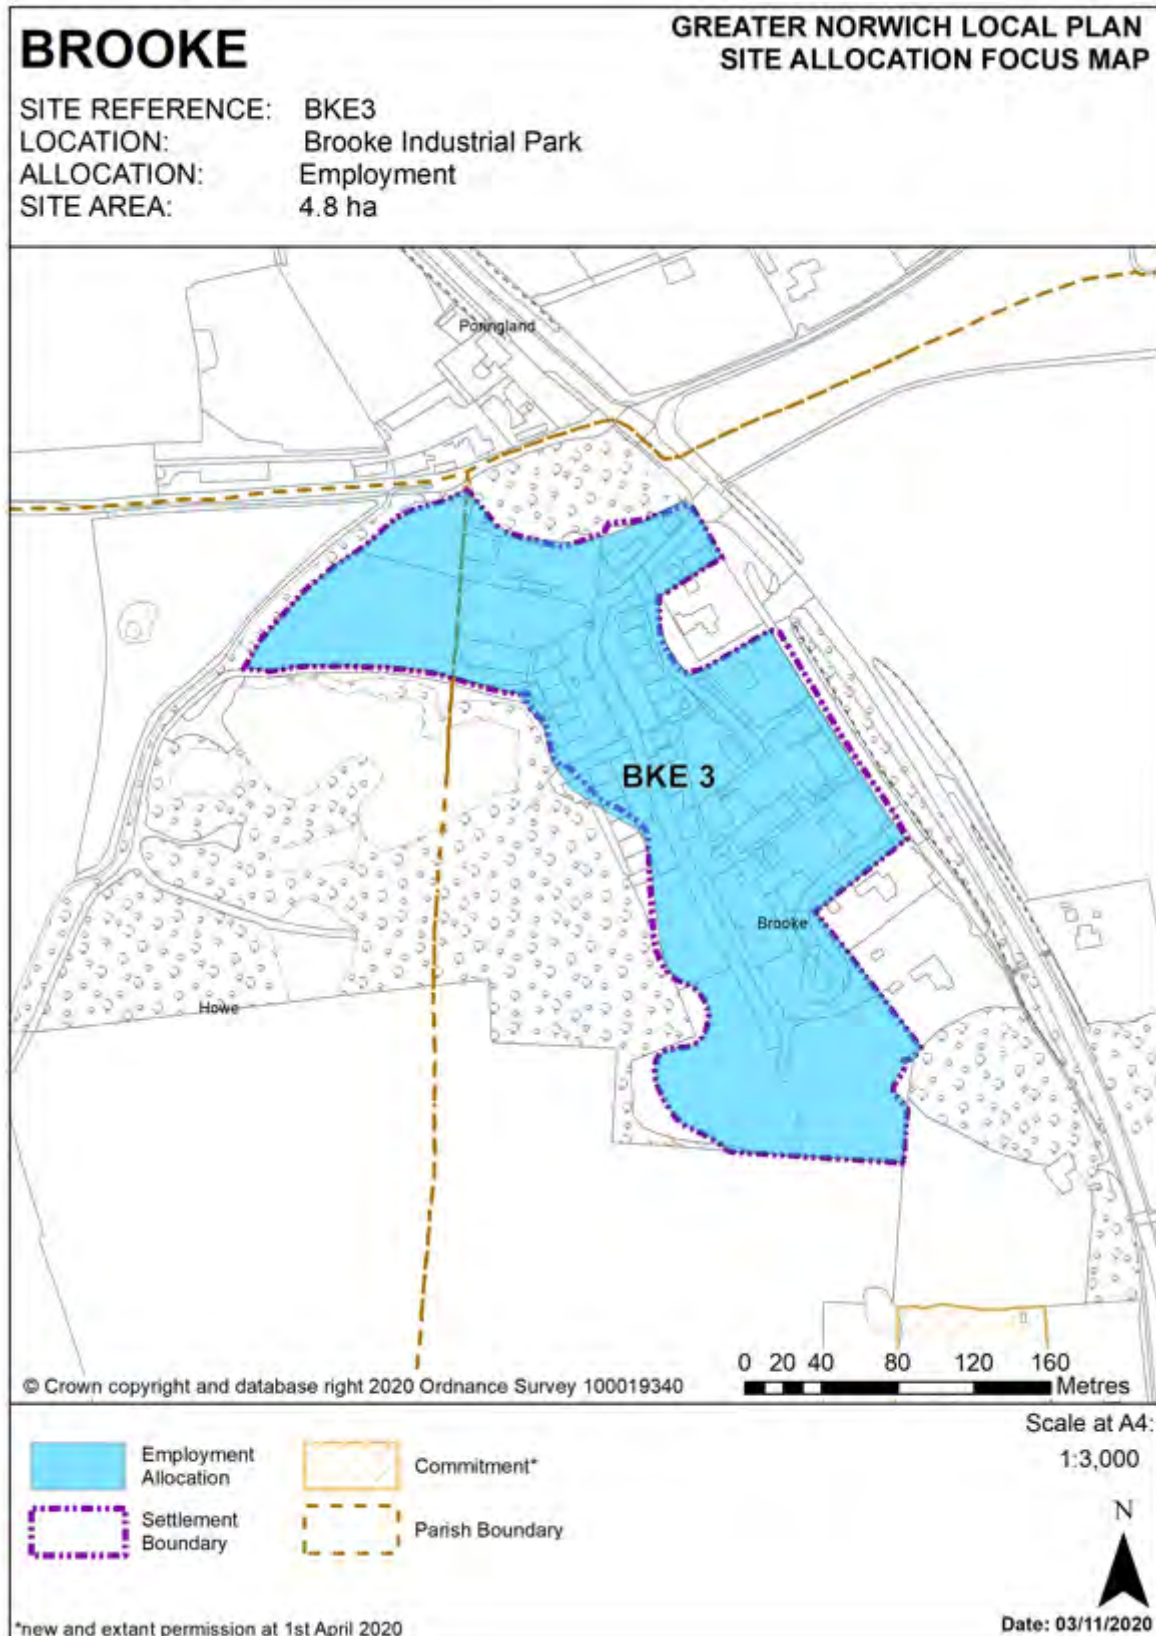 BROOKE
GREATER NORWICH LOCAL PLAN
SITE ALLOCATION FOCUS MAP
SITE REFERENCE: BKE3
LOCATION: Brooke Industrial Park
ALLOCATION: Employment
SITE AREA: 4.8 ha
Poringland
BKE 3
Brooke
Howe
0 20 40 80 120 160
Metres
© Crown copyright and database right 2020 Ordnance Survey 100019340
Scale at A4:
1:3,000
Employment
Allocation
Commitment*
Settlement
Boundary
Parish Boundary
N
*new and extant permission at 1st April 2020
Date: 03/11/2020